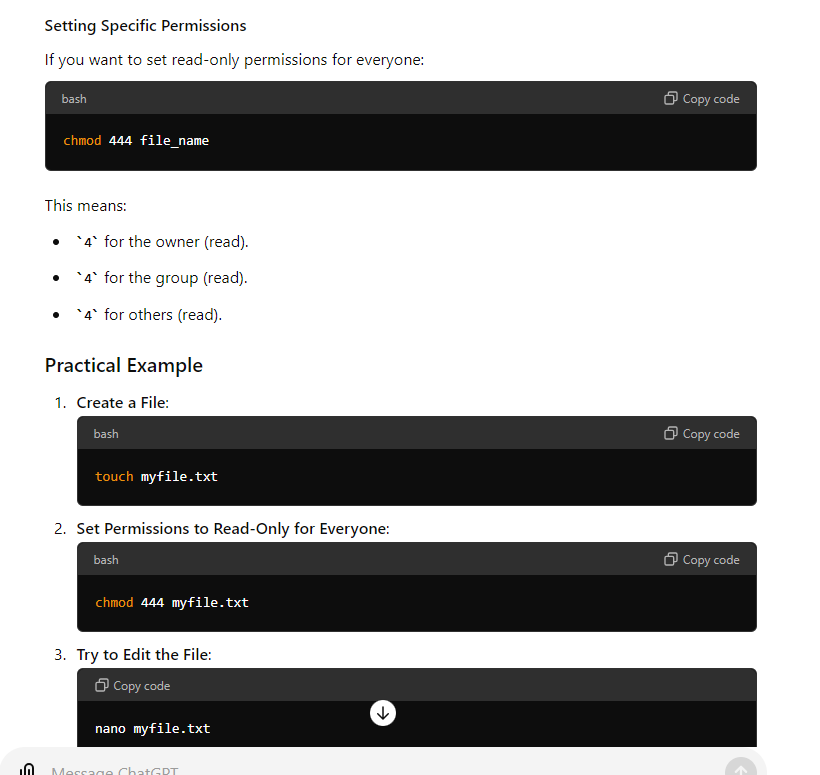 Setting Specific Permissions
If you want to set read-only permissions for everyone:
bash Copy code
chmod 444 file_name
This means:
• `4` for the owner (read).
• `4` for the group (read).
• `4` for others (read).
Practical Example
1. Create a File:
bash Copy code
touch myfile.txt
2. Set Permissions to Read-Only for Everyone:
bash Copy code
chmod 444 myfile.txt
3. Try to Edit the File:
Copy code
nano myfile.txt
Message ChatGPT